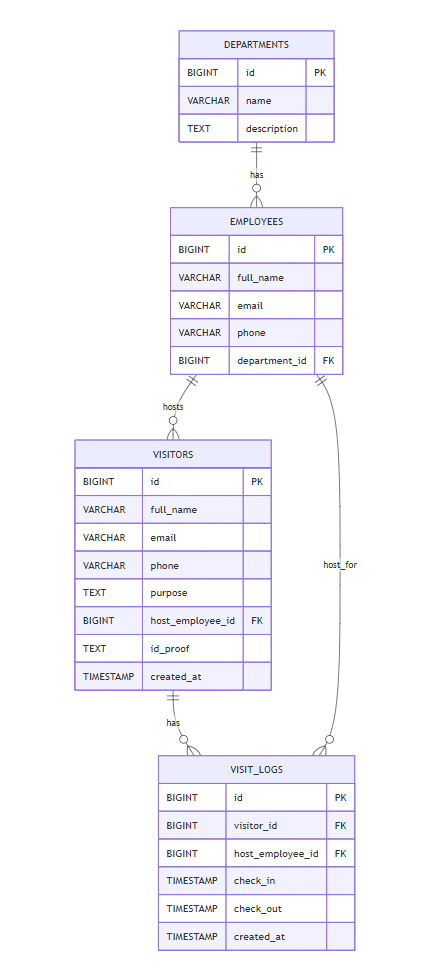 DEPARTMENTS
BIGINT id PK
VARCHAR name
TEXT description
has
EMPLOYEES
BIGINT id PK
VARCHAR full_name
VARCHAR email
VARCHAR phone
BIGINT department_id FK
hosts
VISITORS
BIGINT id PK
VARCHAR full_name
VARCHAR email
VARCHAR phone
TEXT purpose
BIGINT host_employee_id FK
TEXT id_proof
TIMESTAMP created_at
host_for
has
VISIT_LOGS
BIGINT id PK
BIGINT visitor_id FK
BIGINT host_employee_id FK
TIMESTAMP check_in
TIMESTAMP check_out
TIMESTAMP created_at